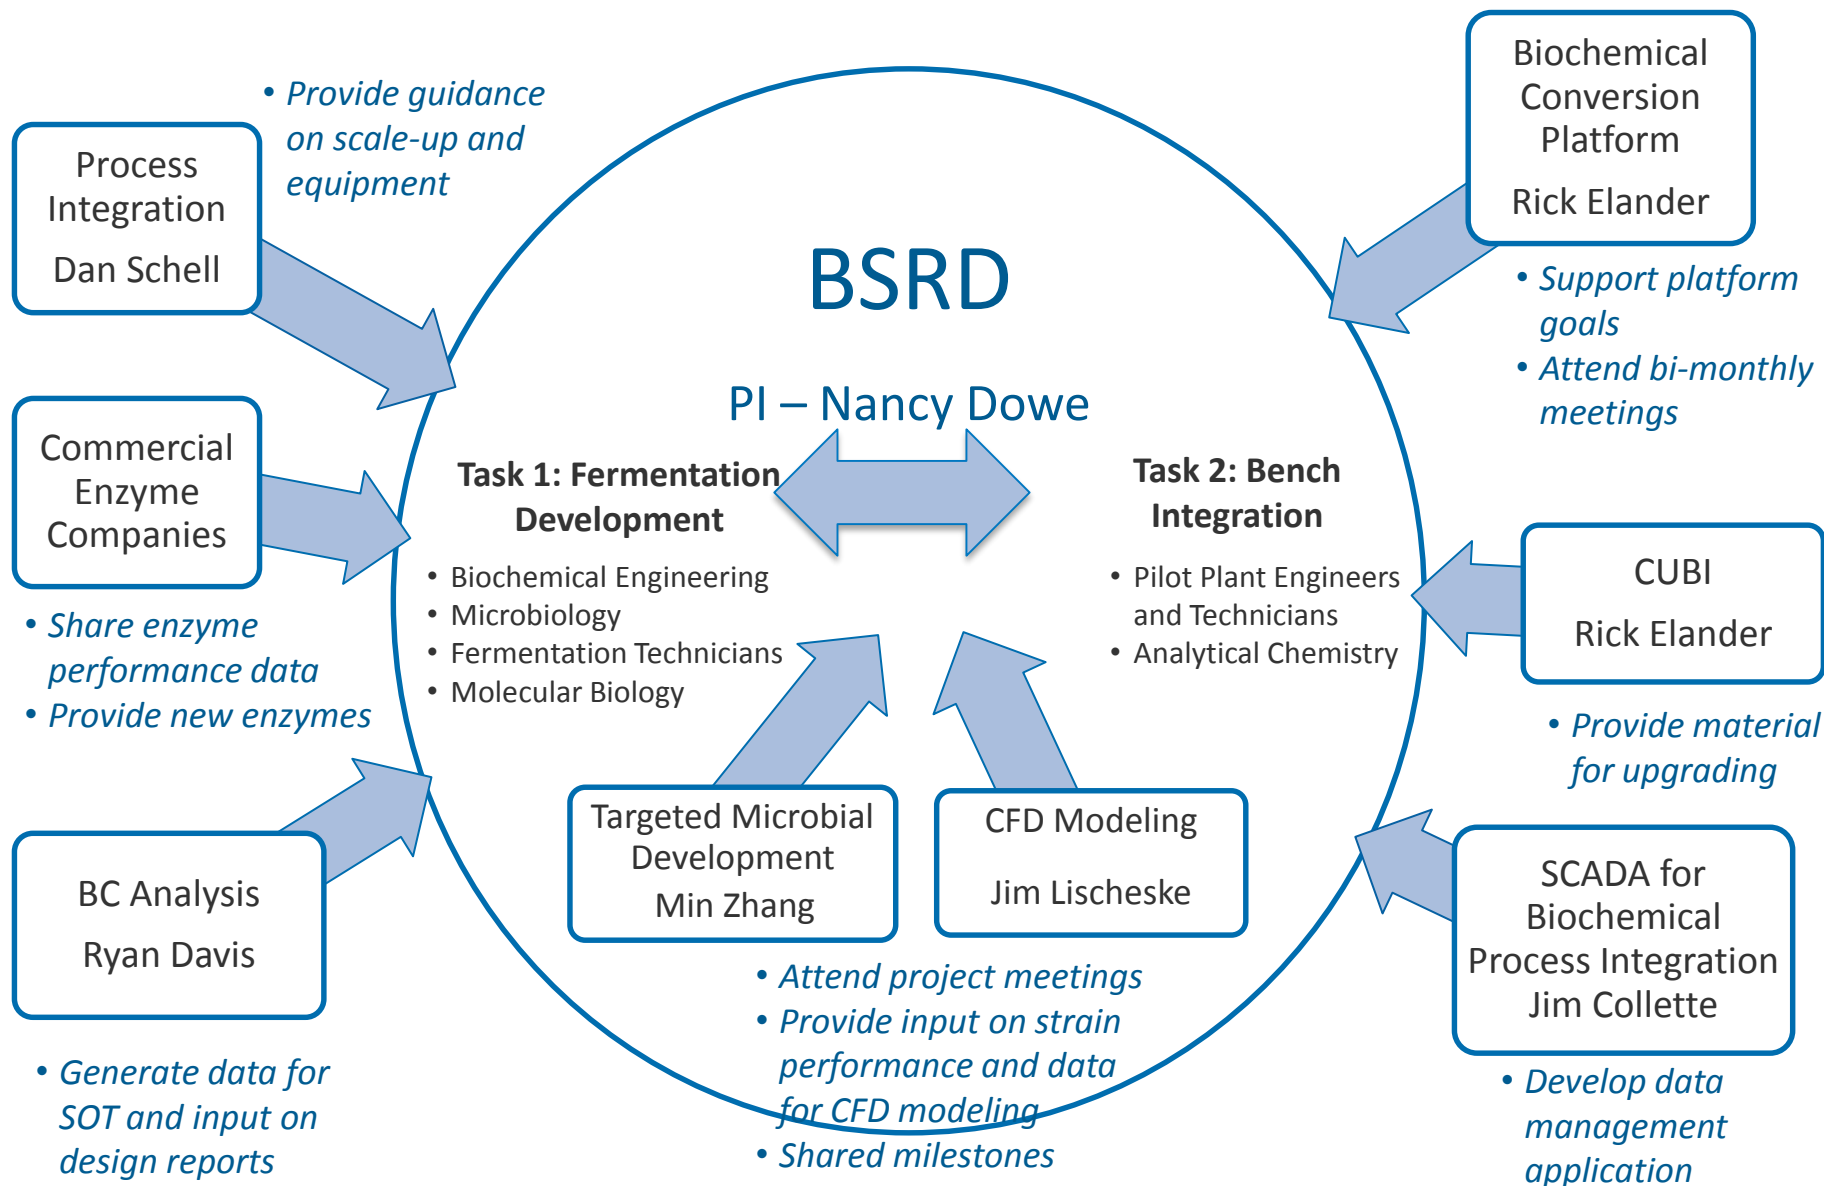 Process
Integration
Dan Schell
• Provide guidance
on scale-up and
equipment
Commercial
Enzyme
Companies
• Share enzyme
performance data
• Provide new enzymes
BC Analysis
Ryan Davis
• Generate data for
SOT and input on
design reports
BSRD
PI – Nancy Dowe
Task 1: Fermentation
Development
• Biochemical Engineering
• Microbiology
• Fermentation Technicians
• Molecular Biology
Task 2: Bench
Integration
• Pilot Plant Engineers
and Technicians
• Analytical Chemistry
Targeted Microbial
Development
Min Zhang
CFD Modeling
Jim Lischeske
• Attend project meetings
• Provide input on strain
performance and data
for CFD modeling
• Shared milestones
Biochemical
Conversion
Platform
Rick Elander
• Support platform
goals
• Attend bi-monthly
meetings
CUBI
Rick Elander
• Provide material
for upgrading
SCADA for
Biochemical
Process Integration
Jim Collette
• Develop data
management
application